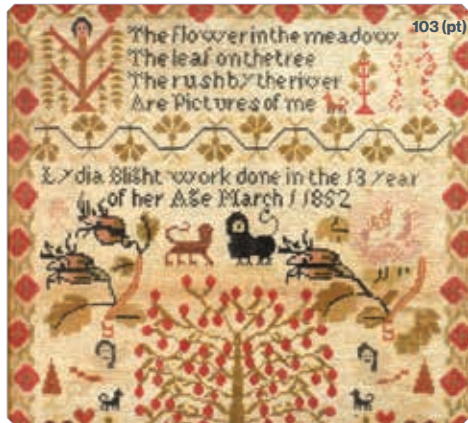 103 (pt)
The flower in the meadow
The leaf on the tree
The rush by the river
Are Pictures of me
Lydia Slight work done in the 13 year
of her Age March 1 1852